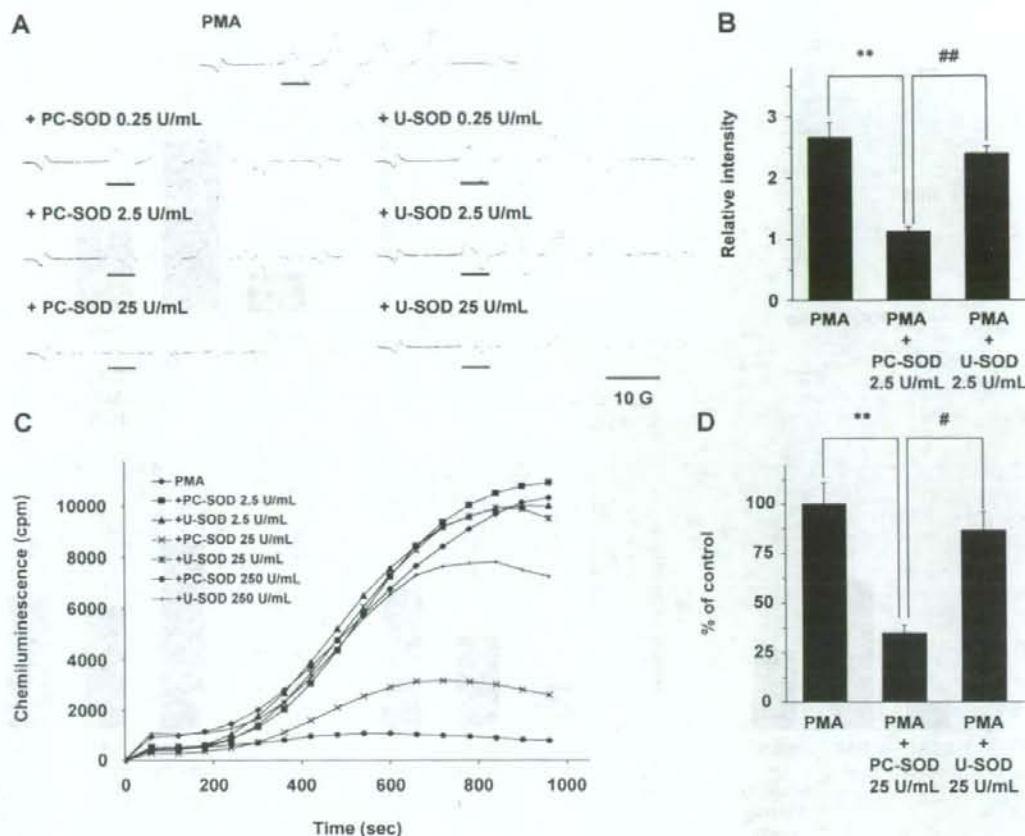 A
PMA
+ PC-SOD 0.25 U/mL
+ U-SOD 0.25 U/mL
+ PC-SOD 2.5 U/mL
+ U-SOD 2.5 U/mL
+ PC-SOD 25 U/mL
+ U-SOD 25 U/mL
10 G
B
**
##
Relative intensity
3
2
1
0
PMA
PMA
+
PC-SOD
2.5 U/mL
PMA
+
U-SOD
2.5 U/mL
C
Chemiluminescence (cpm)
10000
8000
6000
4000
2000
0
PMA
+PC-SOD 2.5 U/mL
+U-SOD 2.5 U/mL
+PC-SOD 25 U/mL
+U-SOD 25 U/mL
+PC-SOD 250 U/mL
+U-SOD 250 U/mL
0
200
400
600
800
1000
Time (sec)
D
**
#
% of control
100
75
50
25
0
PMA
PMA
+
PC-SOD
25 U/mL
PMA
+
U-SOD
25 U/mL